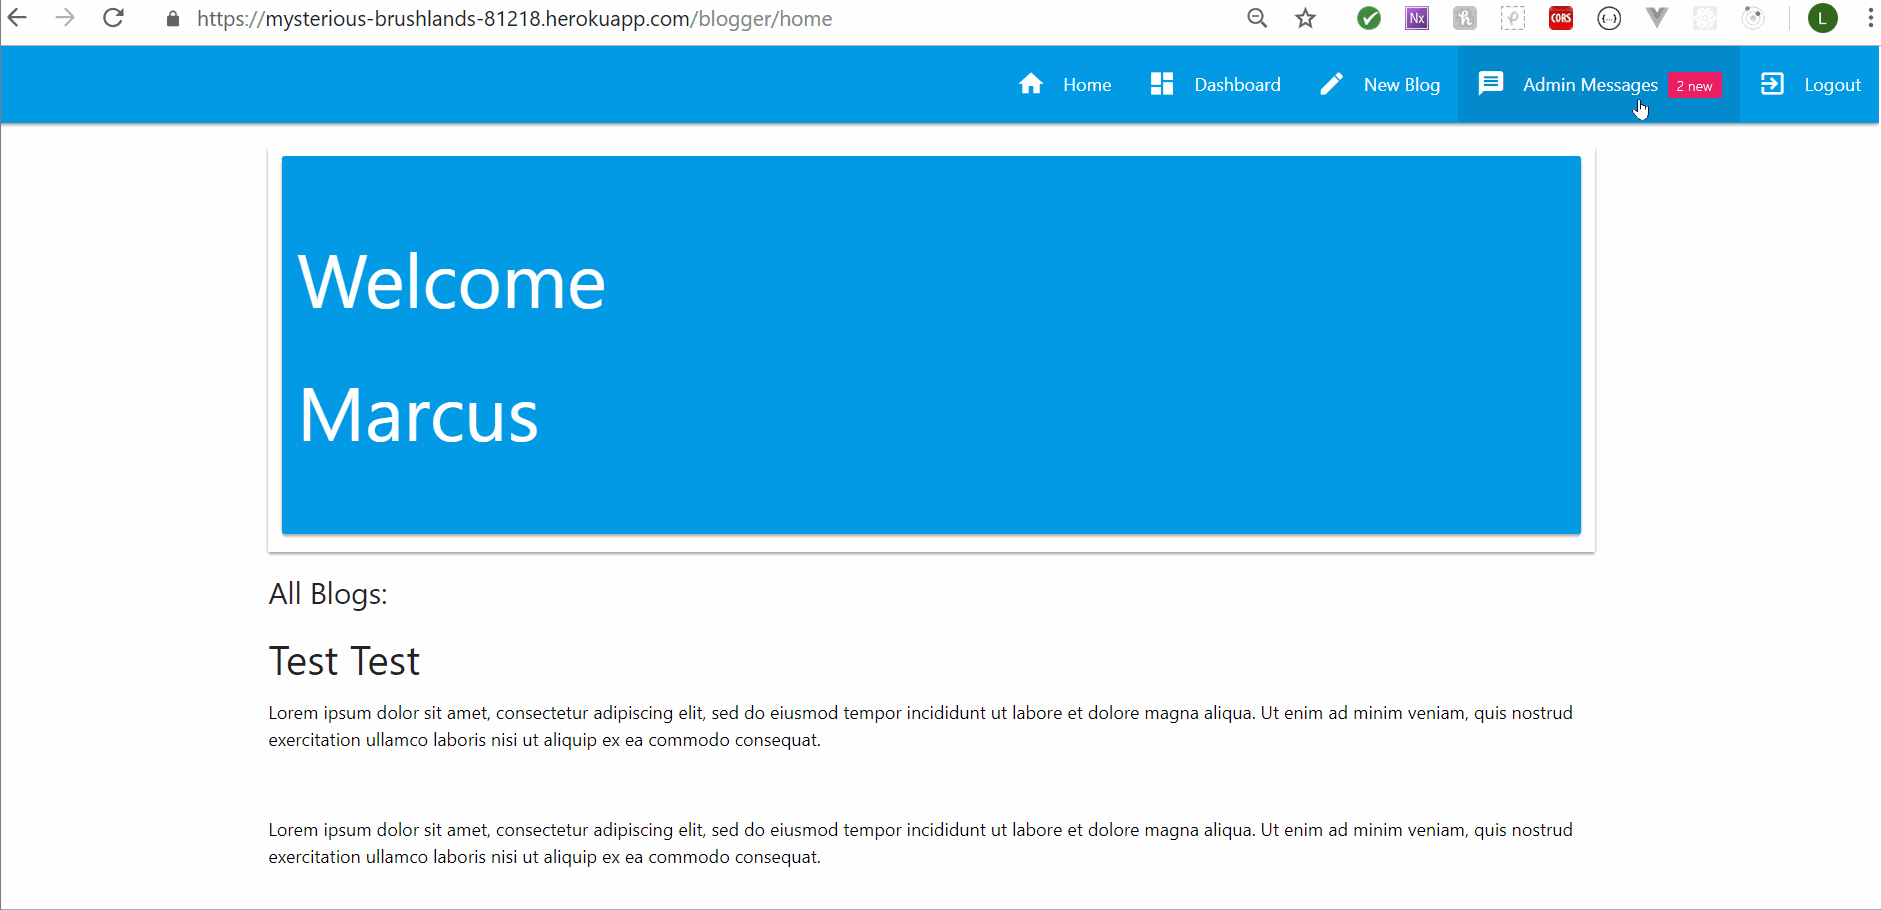 https://mysterious-brushlands-81218.herokuapp.com/blogger/home
Nx
CORS
L
Home
Dashboard
New Blog
Admin Messages
2 new
Logout
Welcome
Marcus
All Blogs:
Test Test
Lorem ipsum dolor sit amet, consectetur adipiscing elit, sed do eiusmod tempor incididunt ut labore et dolore magna aliqua. Ut enim ad minim veniam, quis nostrud
exercitation ullamco laboris nisi ut aliquip ex ea commodo consequat.
Lorem ipsum dolor sit amet, consectetur adipiscing elit, sed do eiusmod tempor incididunt ut labore et dolore magna aliqua. Ut enim ad minim veniam, quis nostrud
exercitation ullamco laboris nisi ut aliquip ex ea commodo consequat.